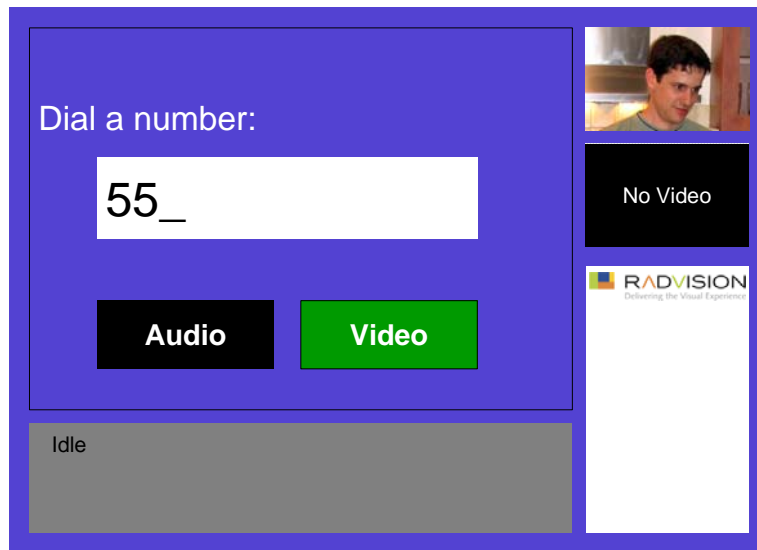 Dial a number:
55_
Audio
Video
Idle
No Video
RADVISION
Delivering the Visual Experience